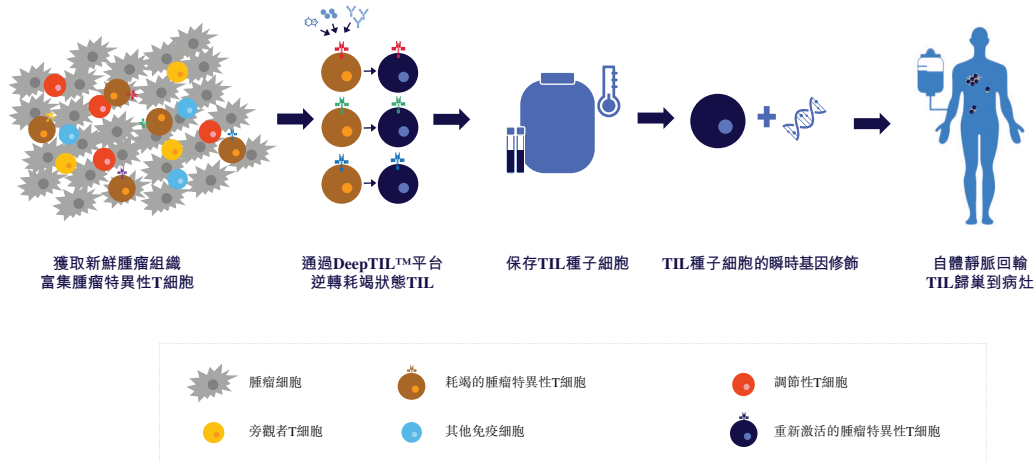 獲取新鮮腫瘤組織
富集腫瘤特異性T細胞
通過DeepTIL™平台
逆轉耗竭狀態TIL
保存TIL種子細胞
TIL種子細胞的瞬時基因修飾
自體靜脈回輸
TIL歸巢到病灶
腫瘤細胞
耗竭的腫瘤特異性T細胞
調節性T細胞
旁觀者T細胞
其他免疫細胞
重新激活的腫瘤特異性T細胞